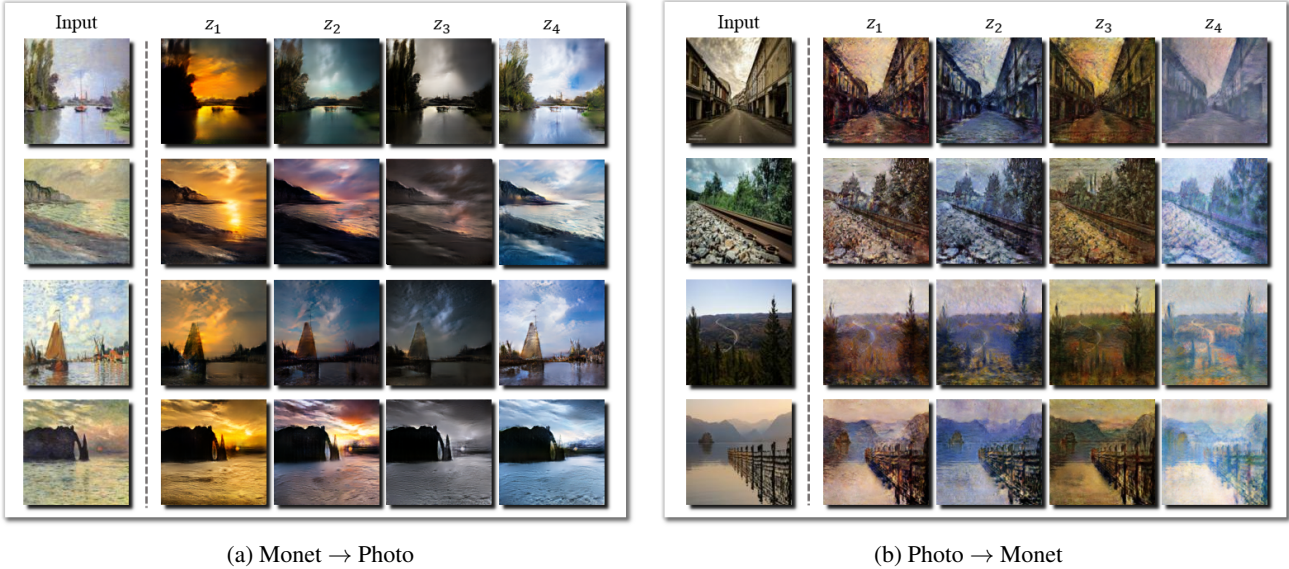 Input z₁ z₂ z₃ z₄
(a) Monet → Photo
Input z₁ z₂ z₃ z₄
(b) Photo → Monet